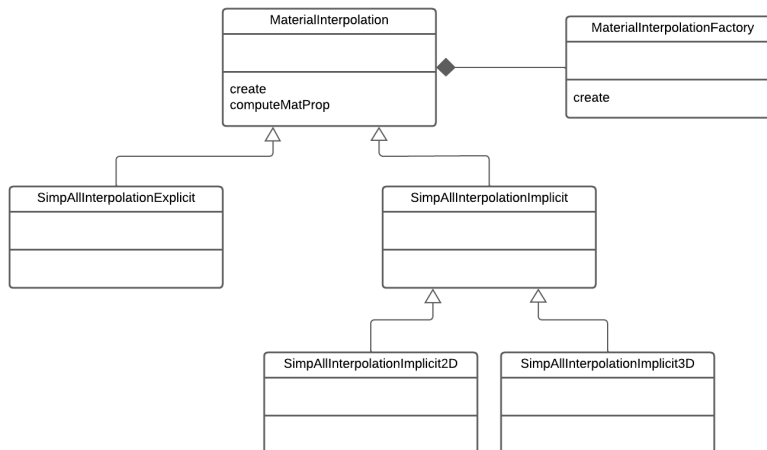 MaterialInterpolation
MaterialInterpolationFactory
create
computeMatProp
create
SimpAllInterpolationExplicit
SimpAllInterpolationImplicit
SimpAllInterpolationImplicit2D
SimpAllInterpolationImplicit3D